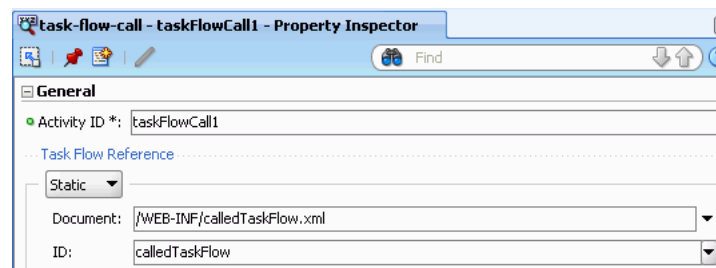 task-flow-call - taskFlowCall1 - Property Inspector
Find
General
Activity ID *: taskFlowCall1
Task Flow Reference
Static
Document: /WEB-INF/calledTaskFlow.xml
ID: calledTaskFlow